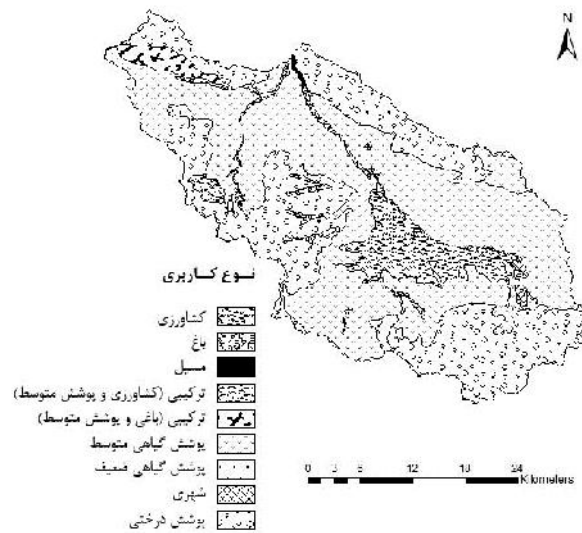 N
نوع کاربری
کشاورزی
باغ
مسیل
ترکیبی (کشاورزی و پوشش متوسط)
ترکیبی (باغی و پوشش متوسط)
پوشش گیاهی متوسط
پوشش گیاهی ضعیف
شهری
پوشش درختی
0 3 6 12 18 24
Kilometers